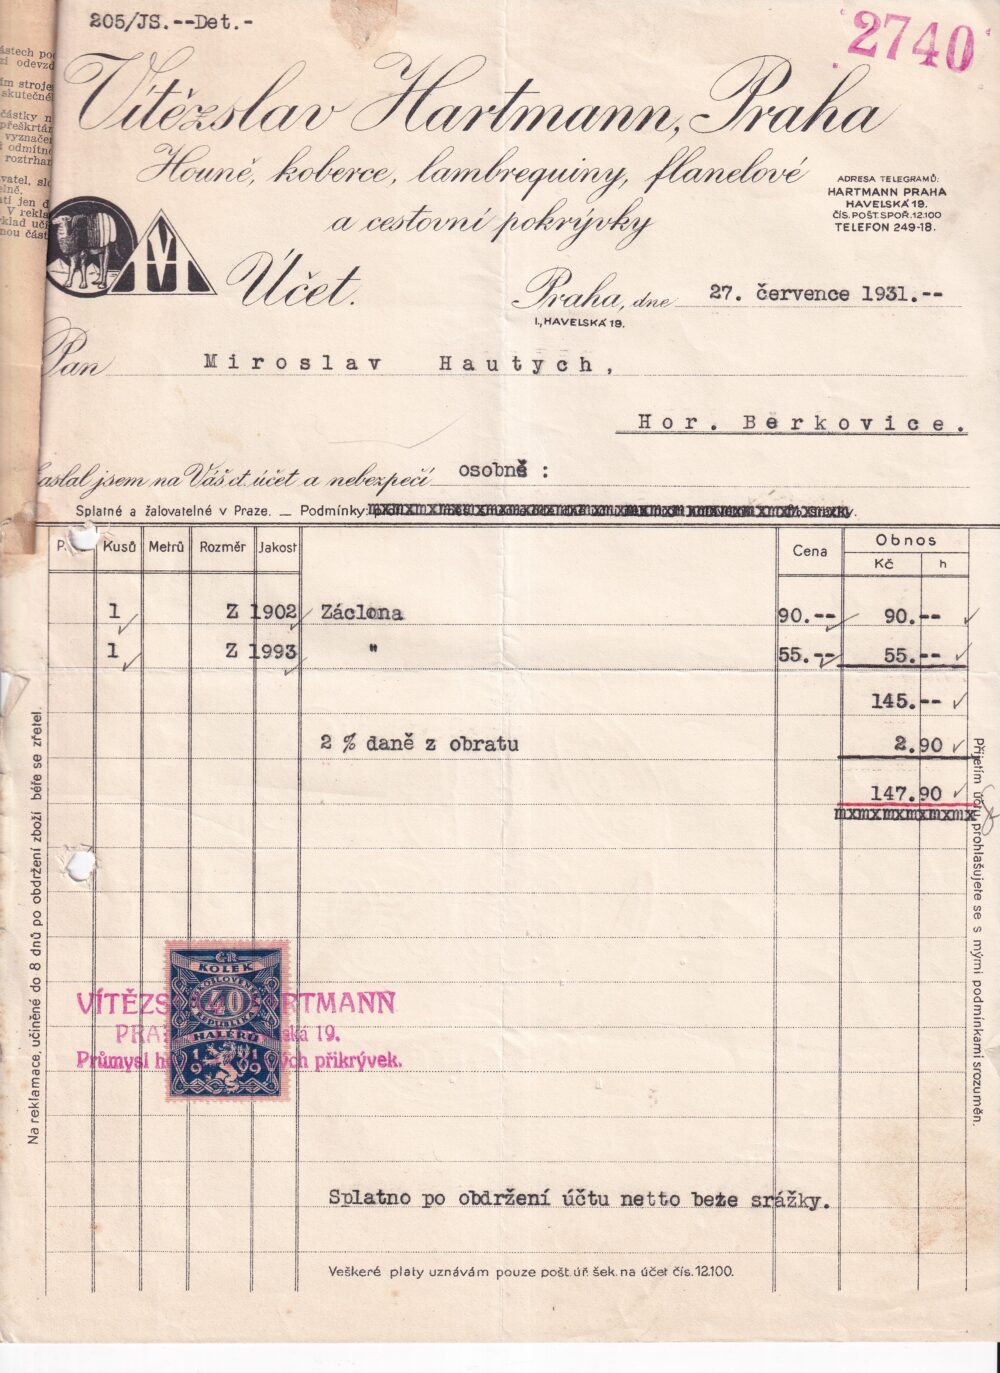 205/JS.--Det.-
2740
Vítězslav Hartmann, Praha
Houně, koberce, lambrequiny, flanelové
a cestovní pokrývky
ADRESA TELEGRAMŮ:
HARTMANN PRAHA
HAVELSKÁ 19.
ČÍS. POŠT. SPOŘ. 12.100
TELEFON 249-18.
Účet.
Praha, dne 27. července 1931.--
I., HAVELSKÁ 19.
Pan Miroslav Hautych,
Hor. Berkovice.
aslal jsem na Váš ct. účet a nebezpečí osobně :
Splatné a žalovatelné v Praze. — Podmínky:
P. Kusů Metrů Rozměr Jakost Cena Obnos
Kč h
1 Z 1902 Záclona 90.-- 90.--
1 Z 1993 " 55.-- 55.--
145.--
2 % daně z obratu 2.90
147.90
mxmxmxmxmxmx
Na reklamace, učiněné do 8 dnů po obdržení zboží béře se zřetel.
Přijetím účtu prohlašujete se s mými podmínkami srozuměn.
ČR
KOLEK
40
HALÉŘŮ
1919
VÍTĚZS RTMANN
PRA ská 19.
Průmysl h ých přikrývek.
Splatno po obdržení účtu netto beze srážky.
Veškeré platy uznávám pouze pošt. úř. šek. na účet čís. 12.100.